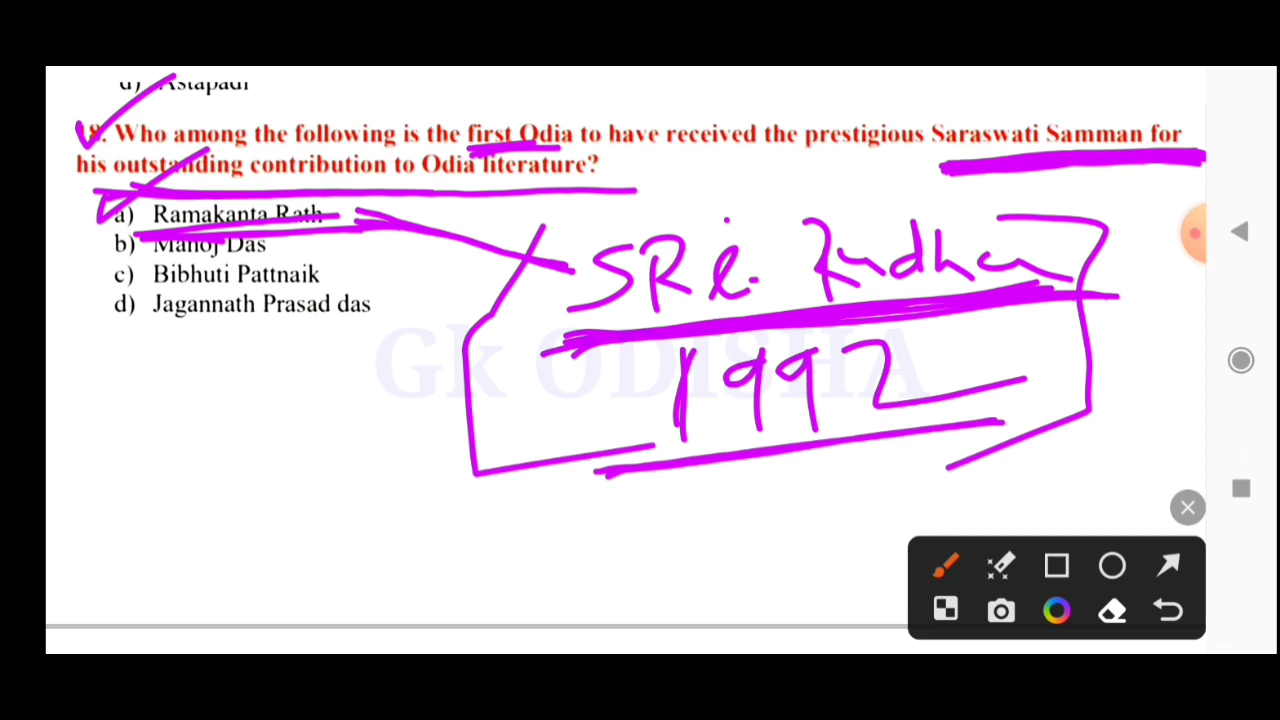 d) Astapadi
18. Who among the following is the first Odia to have received the prestigious Saraswati Samman for
his outstanding contribution to Odia literature?
a) Ramakanta Rath
b) Manoj Das
c) Bibhuti Pattnaik
d) Jagannath Prasad das
SRi Radha
1992
GK ODISHA